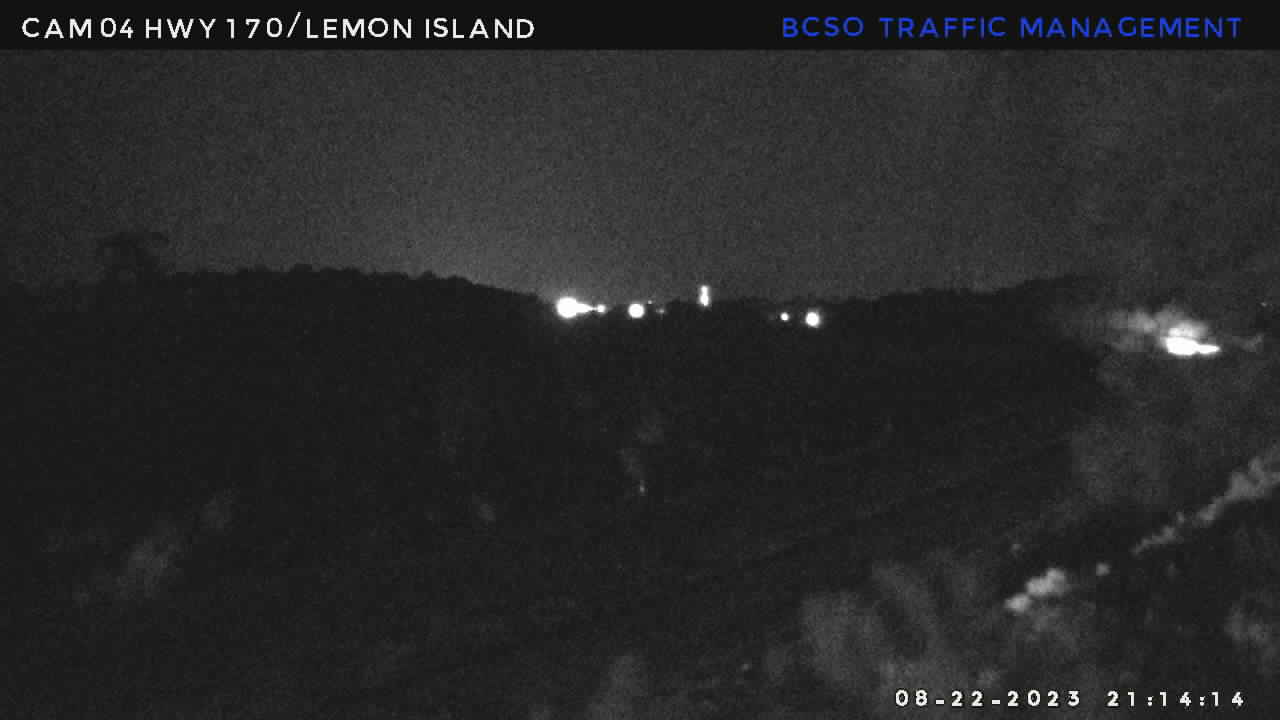 CAM04 HWY 170/LEMON ISLAND
BCSO TRAFFIC MANAGEMENT
08-22-2023 21:14:14